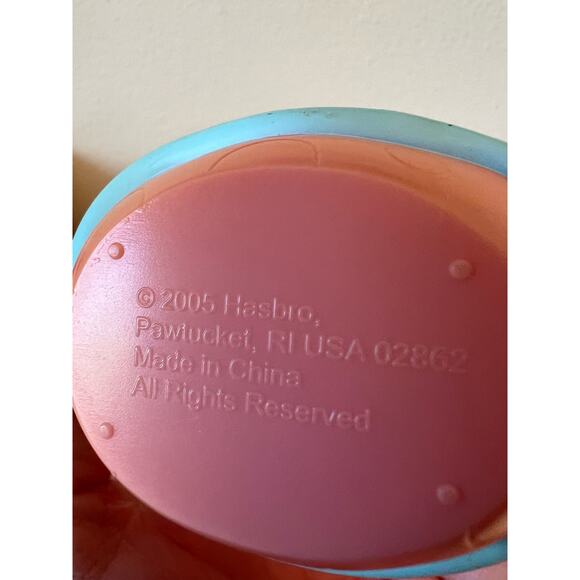 © 2005 Hasbro,
Pawtucket, RI USA 02862
Made in China
All Rights Reserved